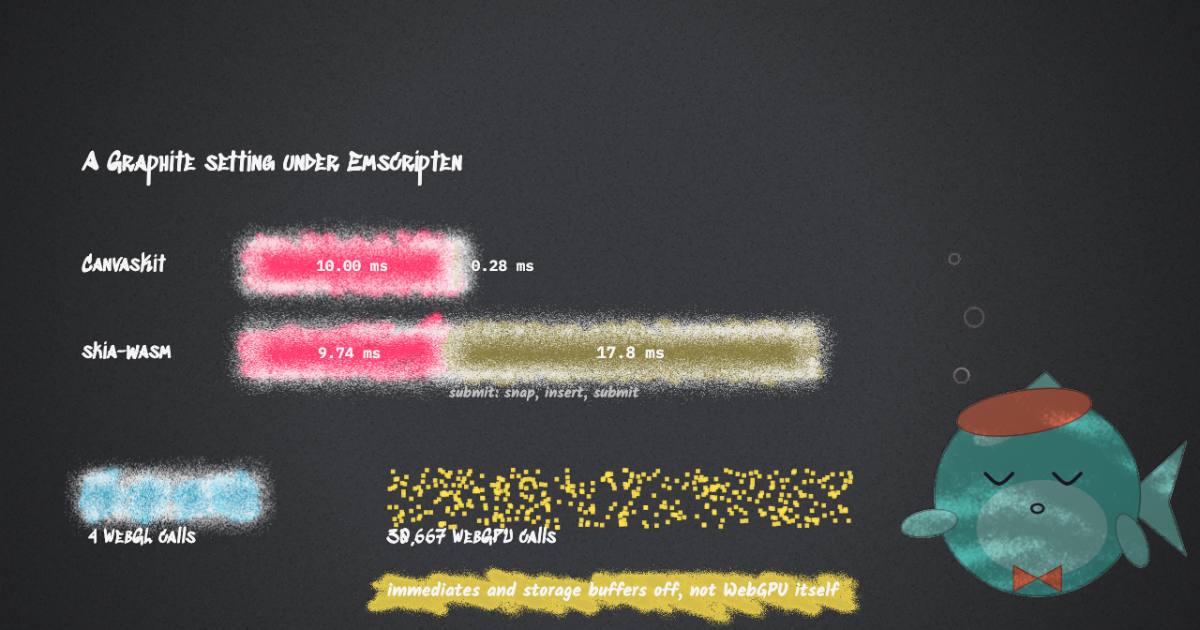 A Graphite setting under Emscripten
CanvasKit
10.00 ms
0.28 ms
skia-wasm
9.74 ms
17.8 ms
submit: snap, insert, submit
4 WebGL calls
30,667 WebGPU calls
immediates and storage buffers off, not WebGPU itself